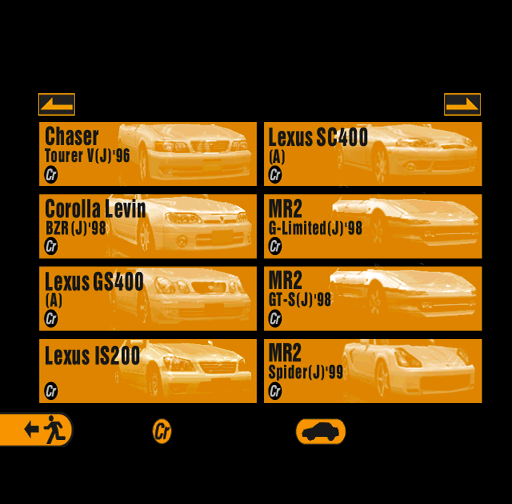 Chaser
Tourer V(J)'96
Cr
Lexus SC400
(A)
Cr
Corolla Levin
BZR(J)'98
Cr
MR2
G-Limited(J)'98
Cr
Lexus GS400
(A)
Cr
MR2
GT-S(J)'98
Cr
Lexus IS200
Cr
MR2
Spider(J)'99
Cr
Cr